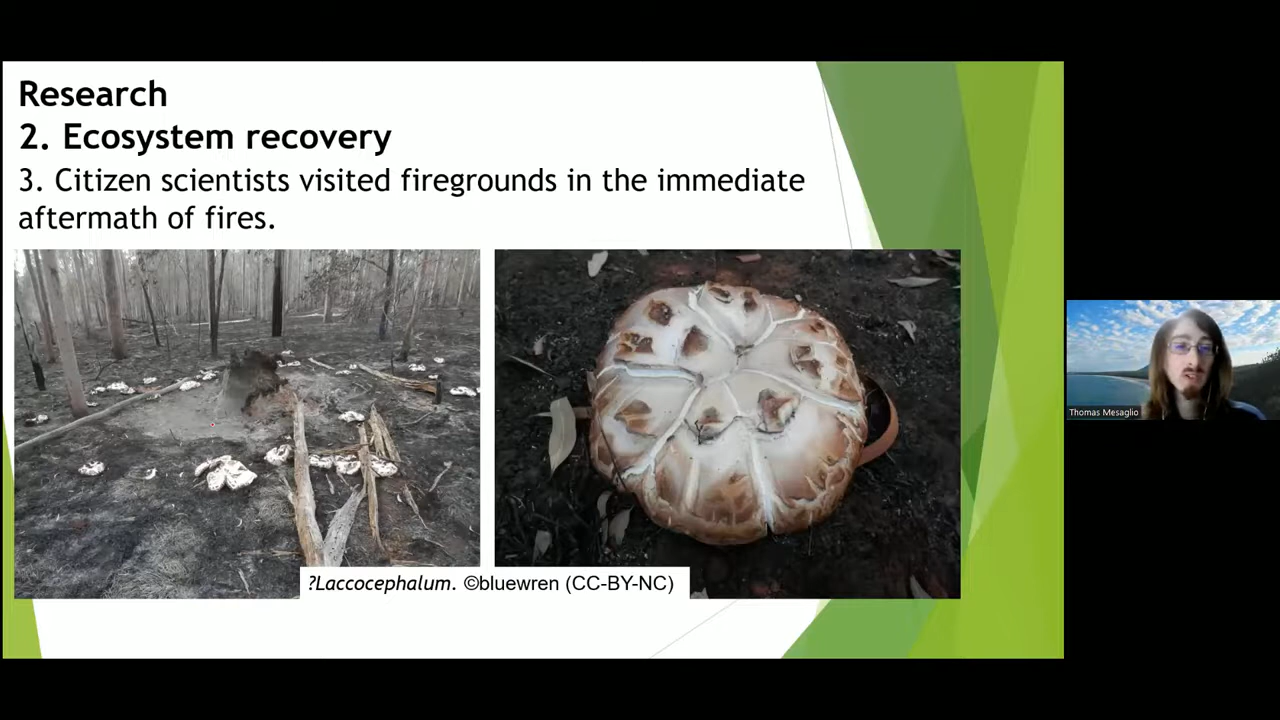 Research
2. Ecosystem recovery
3. Citizen scientists visited firegrounds in the immediate
aftermath of fires.
?Laccocephalum. ©bluewren (CC-BY-NC)
Thomas Mesaglio